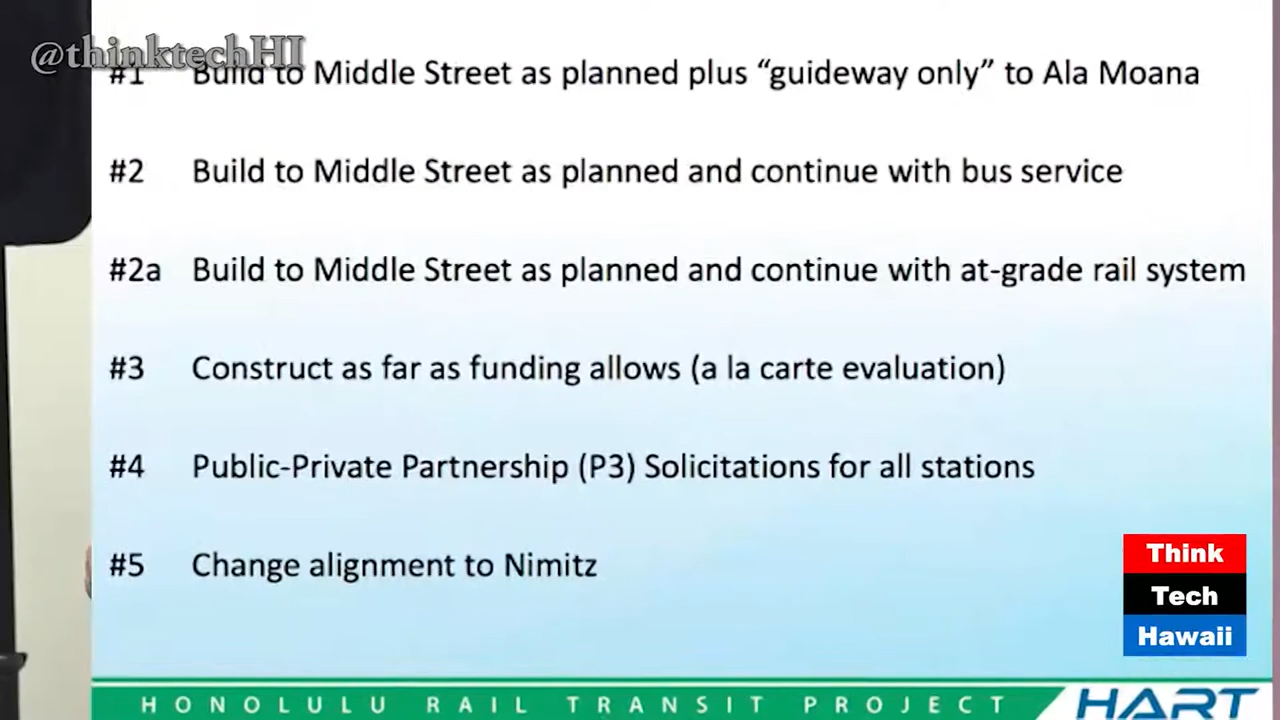 @thinktechHI
#1 Build to Middle Street as planned plus “guideway only” to Ala Moana
#2 Build to Middle Street as planned and continue with bus service
#2a Build to Middle Street as planned and continue with at-grade rail system
#3 Construct as far as funding allows (a la carte evaluation)
#4 Public-Private Partnership (P3) Solicitations for all stations
#5 Change alignment to Nimitz
Think
Tech
Hawaii
HONOLULU RAIL TRANSIT PROJECT HART